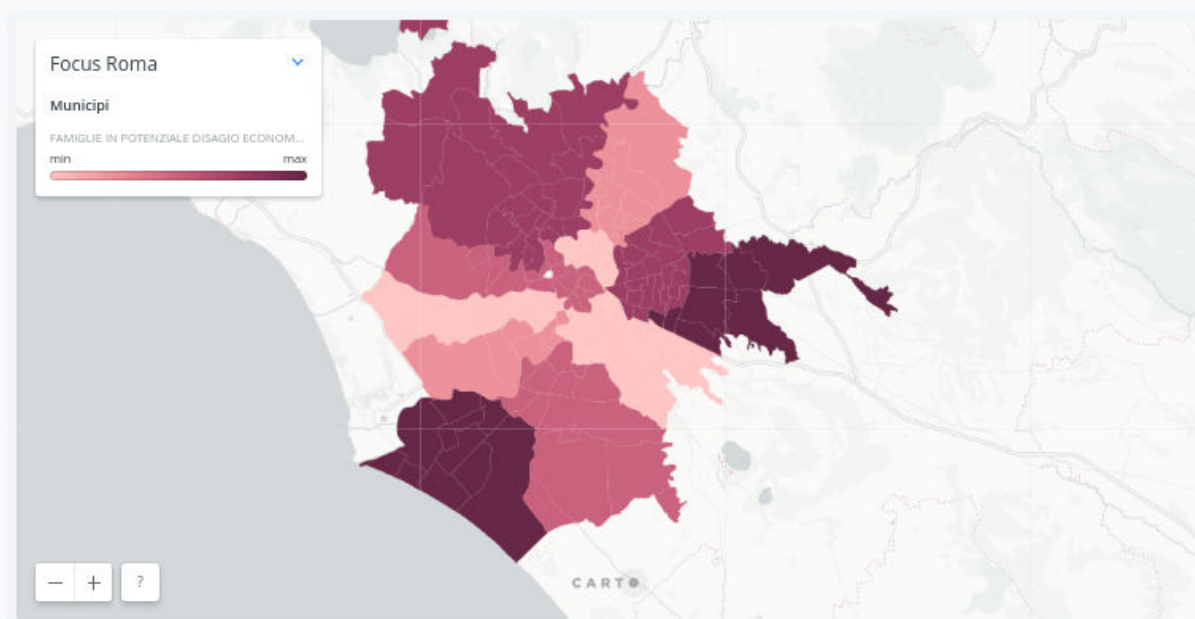 Focus Roma
Municipi
FAMIGLIE IN POTENZIALE DISAGIO ECONOM...
min max
— + ?
CARTO